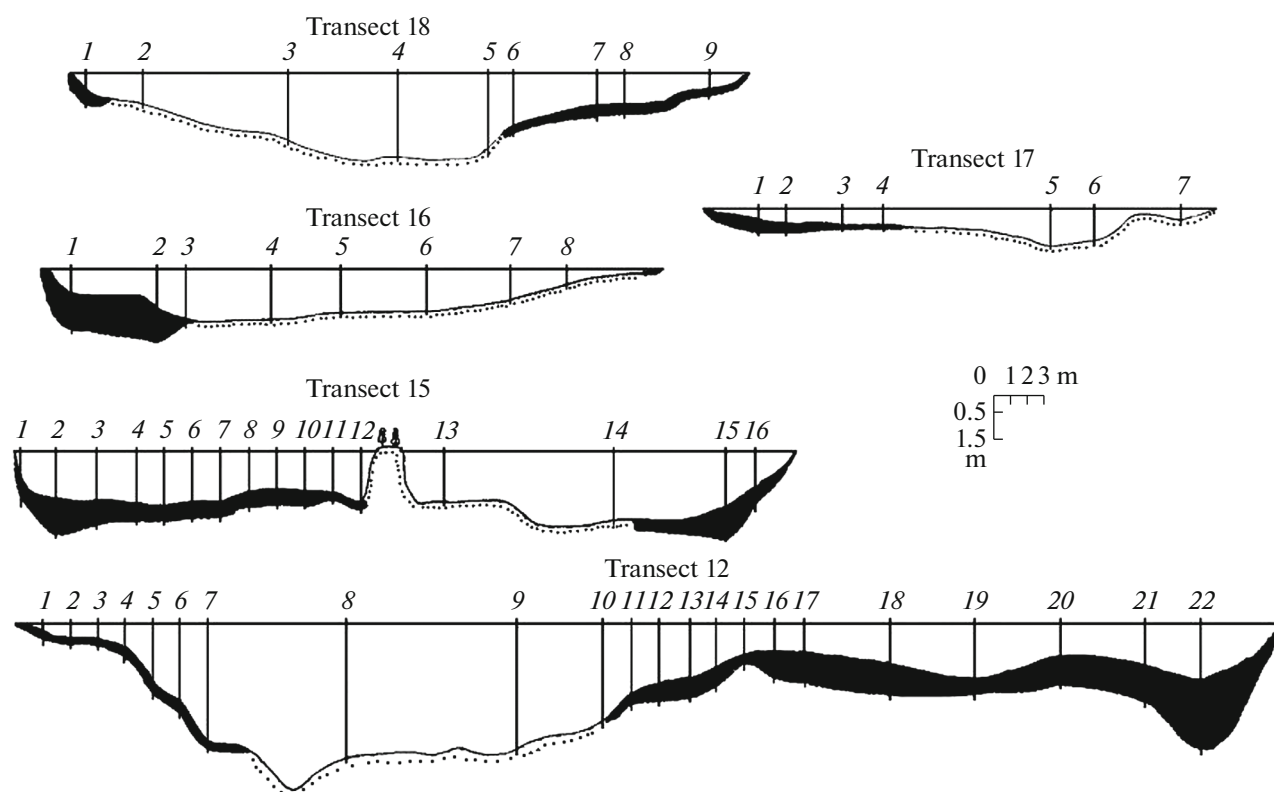 Transect 18
1 2 3 4 5 6 7 8 9
Transect 17
1 2 3 4 5 6 7
Transect 16
1 2 3 4 5 6 7 8
Transect 15
1 2 3 4 5 6 7 8 9 10 11 12 13 14 15 16
0 1 2 3 m
0.5
1.5
m
Transect 12
1 2 3 4 5 6 7 8 9 10 11 12 13 14 15 16 17 18 19 20 21 22